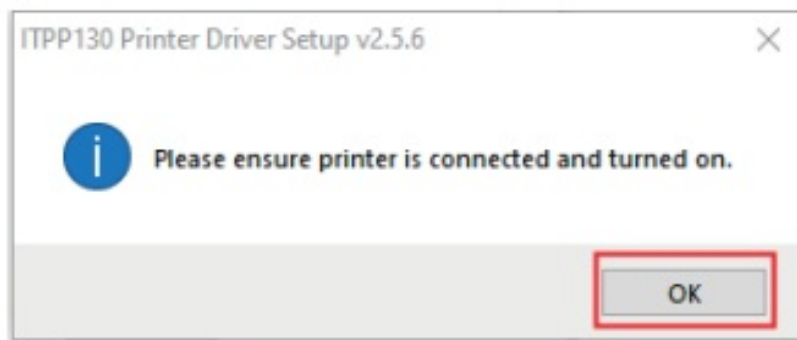 ITPP130 Printer Driver Setup v2.5.6
Please ensure printer is connected and turned on.
OK